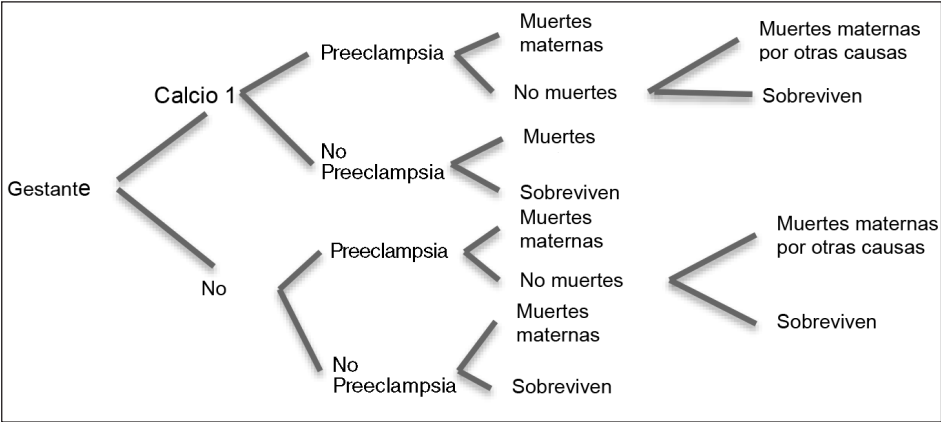 Muertes
maternas
Muertes maternas
por otras causas
Preeclampsia
No muertes
Sobreviven
Calcio 1
Muertes
No
Preeclampsia
Gestante
Sobreviven
Muertes
maternas
Muertes maternas
por otras causas
Preeclampsia
No muertes
No
Muertes
maternas
Sobreviven
No
Preeclampsia
Sobreviven